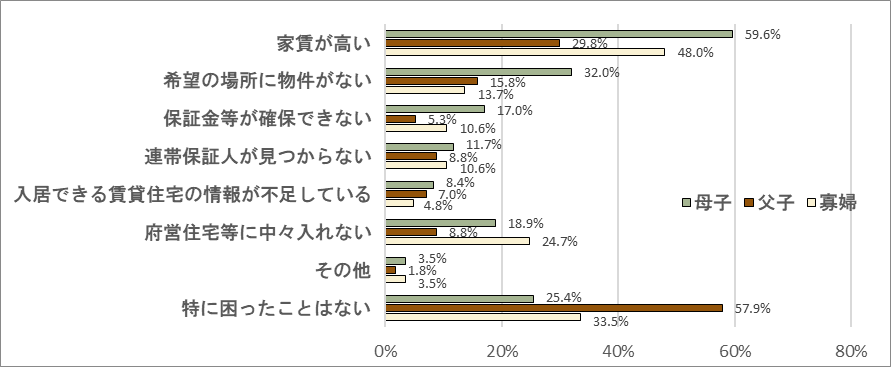 家賃が高い
59.6%
29.8%
48.0%
希望の場所に物件がない
32.0%
15.8%
13.7%
保証金等が確保できない
17.0%
5.3%
10.6%
連帯保証人が見つからない
11.7%
8.8%
10.6%
入居できる賃貸住宅の情報が不足している
8.4%
7.0%
4.8%
府営住宅等に中々入れない
18.9%
8.8%
24.7%
その他
3.5%
1.8%
3.5%
特に困ったことはない
25.4%
57.9%
33.5%
母子 父子 寡婦
0% 20% 40% 60% 80%